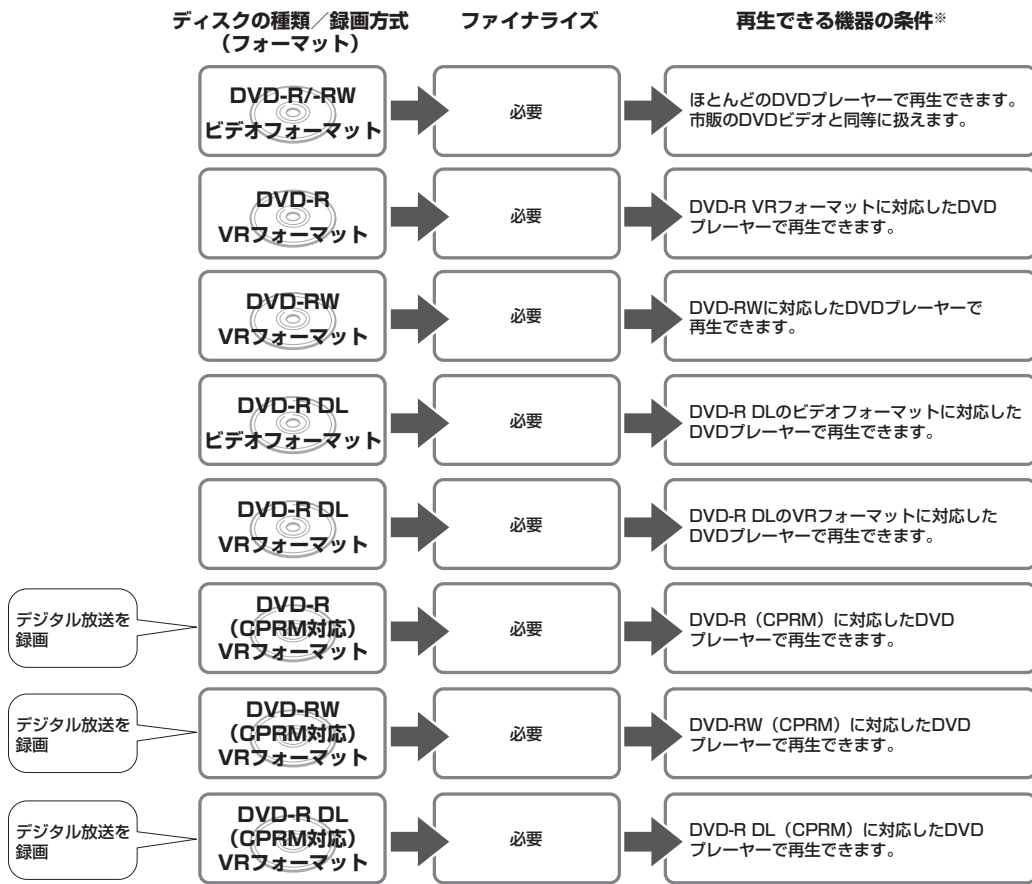 ディスクの種類／録画方式
（フォーマット）
ファイナライズ
再生できる機器の条件※
DVD-R/-RW
ビデオフォーマット
必要
ほとんどのDVDプレーヤーで再生できます。
市販のDVDビデオと同等に扱えます。
DVD-R
VRフォーマット
必要
DVD-R VRフォーマットに対応したDVD
プレーヤーで再生できます。
DVD-RW
VRフォーマット
必要
DVD-RWに対応したDVDプレーヤーで
再生できます。
DVD-R DL
ビデオフォーマット
必要
DVD-R DLのビデオフォーマットに対応した
DVDプレーヤーで再生できます。
DVD-R DL
VRフォーマット
必要
DVD-R DLのVRフォーマットに対応した
DVDプレーヤーで再生できます。
デジタル放送を
録画
DVD-R
（CPRM対応）
VRフォーマット
必要
DVD-R（CPRM）に対応したDVD
プレーヤーで再生できます。
デジタル放送を
録画
DVD-RW
（CPRM対応）
VRフォーマット
必要
DVD-RW（CPRM）に対応したDVD
プレーヤーで再生できます。
デジタル放送を
録画
DVD-R DL
（CPRM対応）
VRフォーマット
必要
DVD-R DL（CPRM）に対応したDVD
プレーヤーで再生できます。